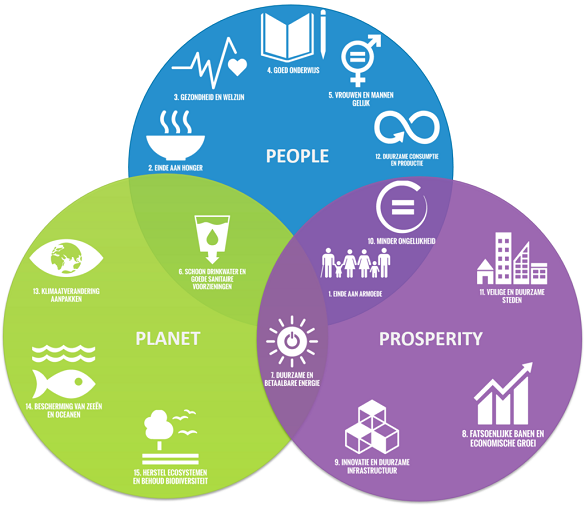 4. GOED ONDERWIJS
3. GEZONDHEID EN WELZIJN
5. VROUWEN EN MANNEN
GELIJK
2. EINDE AAN HONGER
PEOPLE
12. DUURZAME CONSUMPTIE
EN PRODUCTIE
10. MINDER ONGELIJKHEID
6. SCHOON DRINKWATER EN
GOEDE SANITAIRE
VOORZIENINGEN
1. EINDE AAN ARMOEDE
13. KLIMAATVERANDERING
AANPAKKEN
11. VEILIGE EN DUURZAME
STEDEN
PLANET
PROSPERITY
7. DUURZAME EN
BETAALBARE ENERGIE
14. BESCHERMING VAN ZEEËN
EN OCEANEN
8. FATSOENLIJKE BANEN EN
ECONOMISCHE GROEI
9. INNOVATIE EN DUURZAME
INFRASTRUCTUUR
15. HERSTEL ECOSYSTEMEN
EN BEHOUD BIODIVERSITEIT